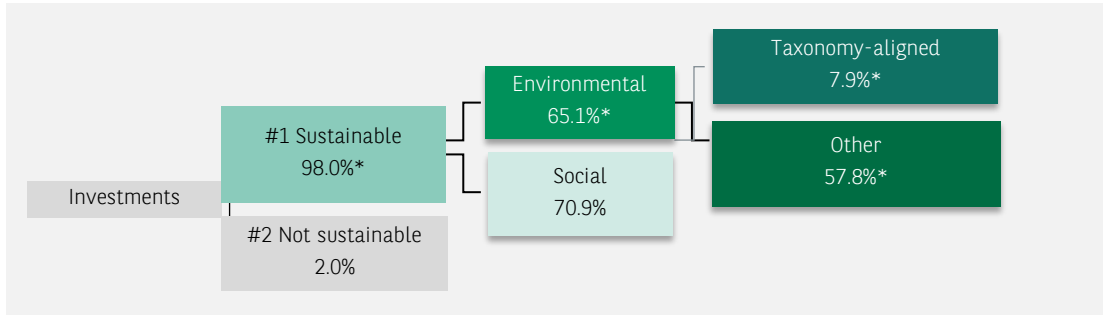 Investments
#1 Sustainable
98.0%*
#2 Not sustainable
2.0%
Environmental
65.1%*
Social
70.9%
Taxonomy-aligned
7.9%*
Other
57.8%*